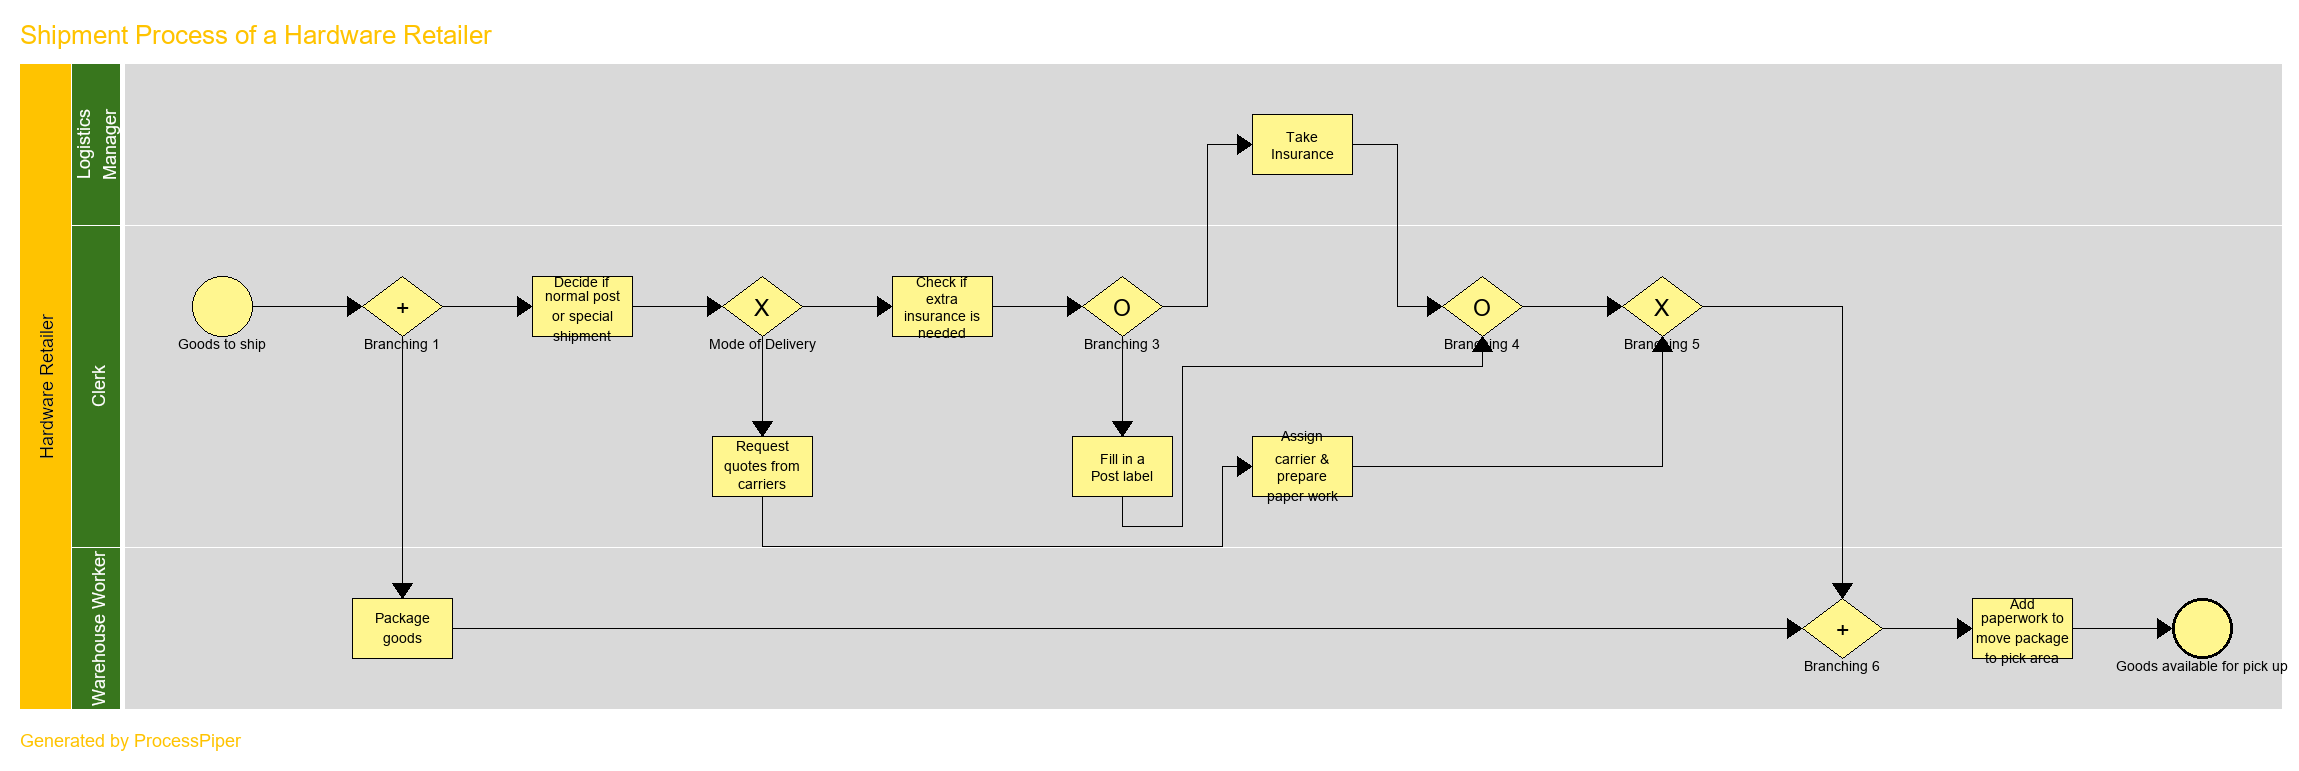 Shipment Process of a Hardware Retailer
Hardware Retailer
Logistics
Manager
Take
Insurance
Clerk
Goods to ship
+
Branching 1
Decide if
normal post
or special
shipment
X
Mode of Delivery
Check if
extra
insurance is
needed
O
Branching 3
O
Branching 4
X
Branching 5
Request
quotes from
carriers
Fill in a
Post label
Assign
carrier &
prepare
paper work
Warehouse Worker
Package
goods
+
Branching 6
Add
paperwork to
move package
to pick area
Goods available for pick up
Generated by ProcessPiper